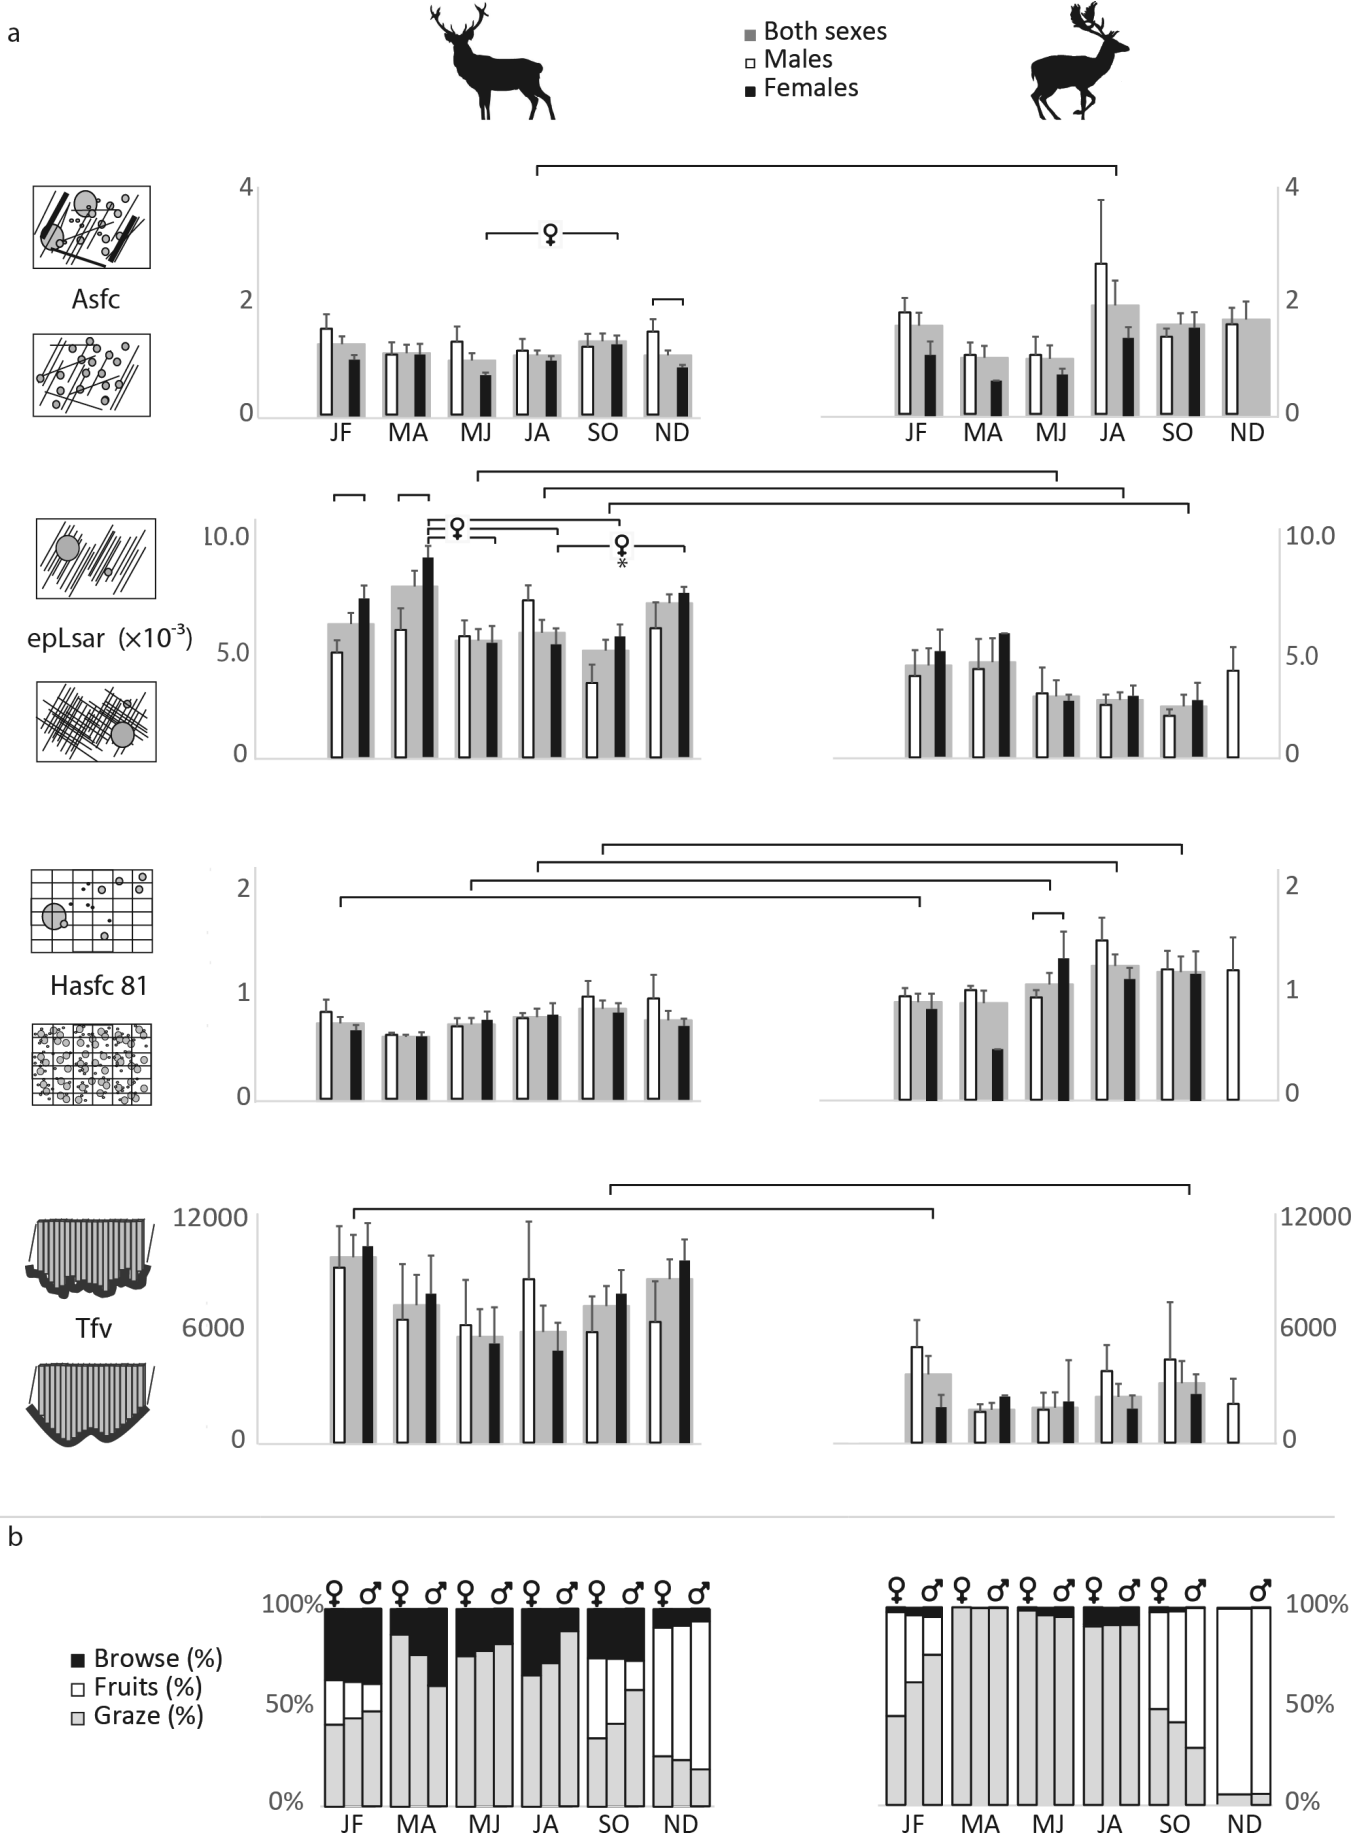 a
Both sexes
Males
Females
4 4
Asfc
2 2
0 0
JF MA MJ JA SO ND JF MA MJ JA SO ND
♀
10.0 10.0
♀ ♀
*
epLsar (×10-3)
5.0 5.0
0 0
2 2
Hasfc 81
1 1
0 0
12000 12000
Tfv
6000 6000
0 0
b
♀ ♂ ♀ ♂ ♀ ♂ ♀ ♂ ♀ ♂ ♀ ♂ ♀ ♂ ♀ ♂ ♀ ♂ ♀ ♂ ♀ ♂ ♂
100% 100%
Browse (%)
Fruits (%)
50% 50%
Graze (%)
0% 0%
JF MA MJ JA SO ND JF MA MJ JA SO ND